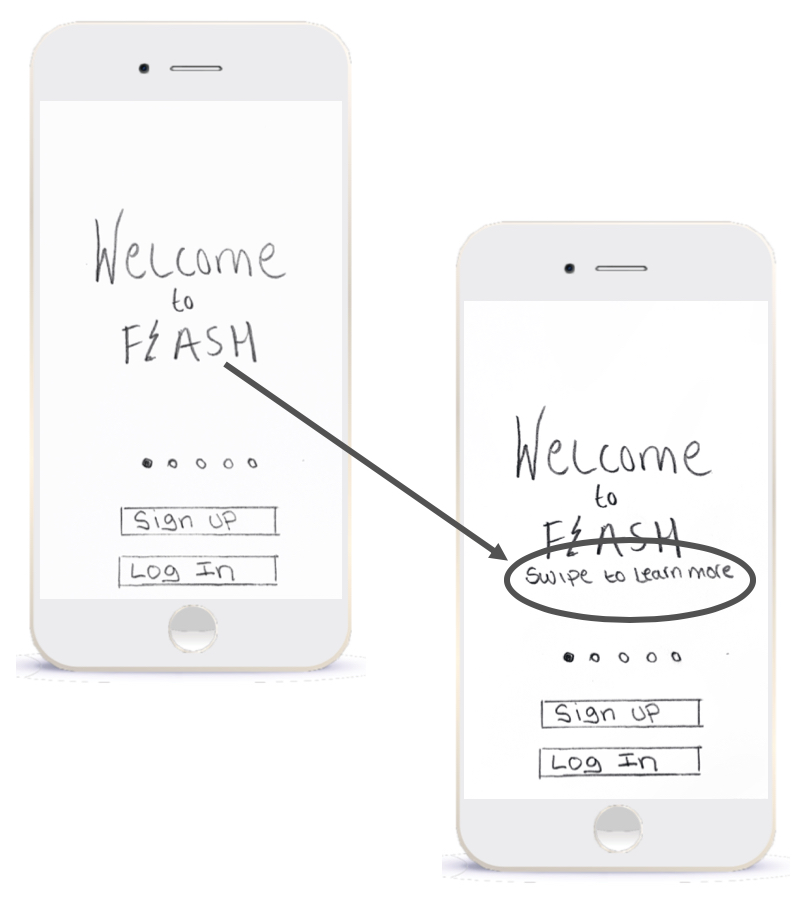 Welcome
to
FLASH
Sign UP
Log In
Welcome
to
FLASH
Swipe to Learn more
Sign UP
Log In